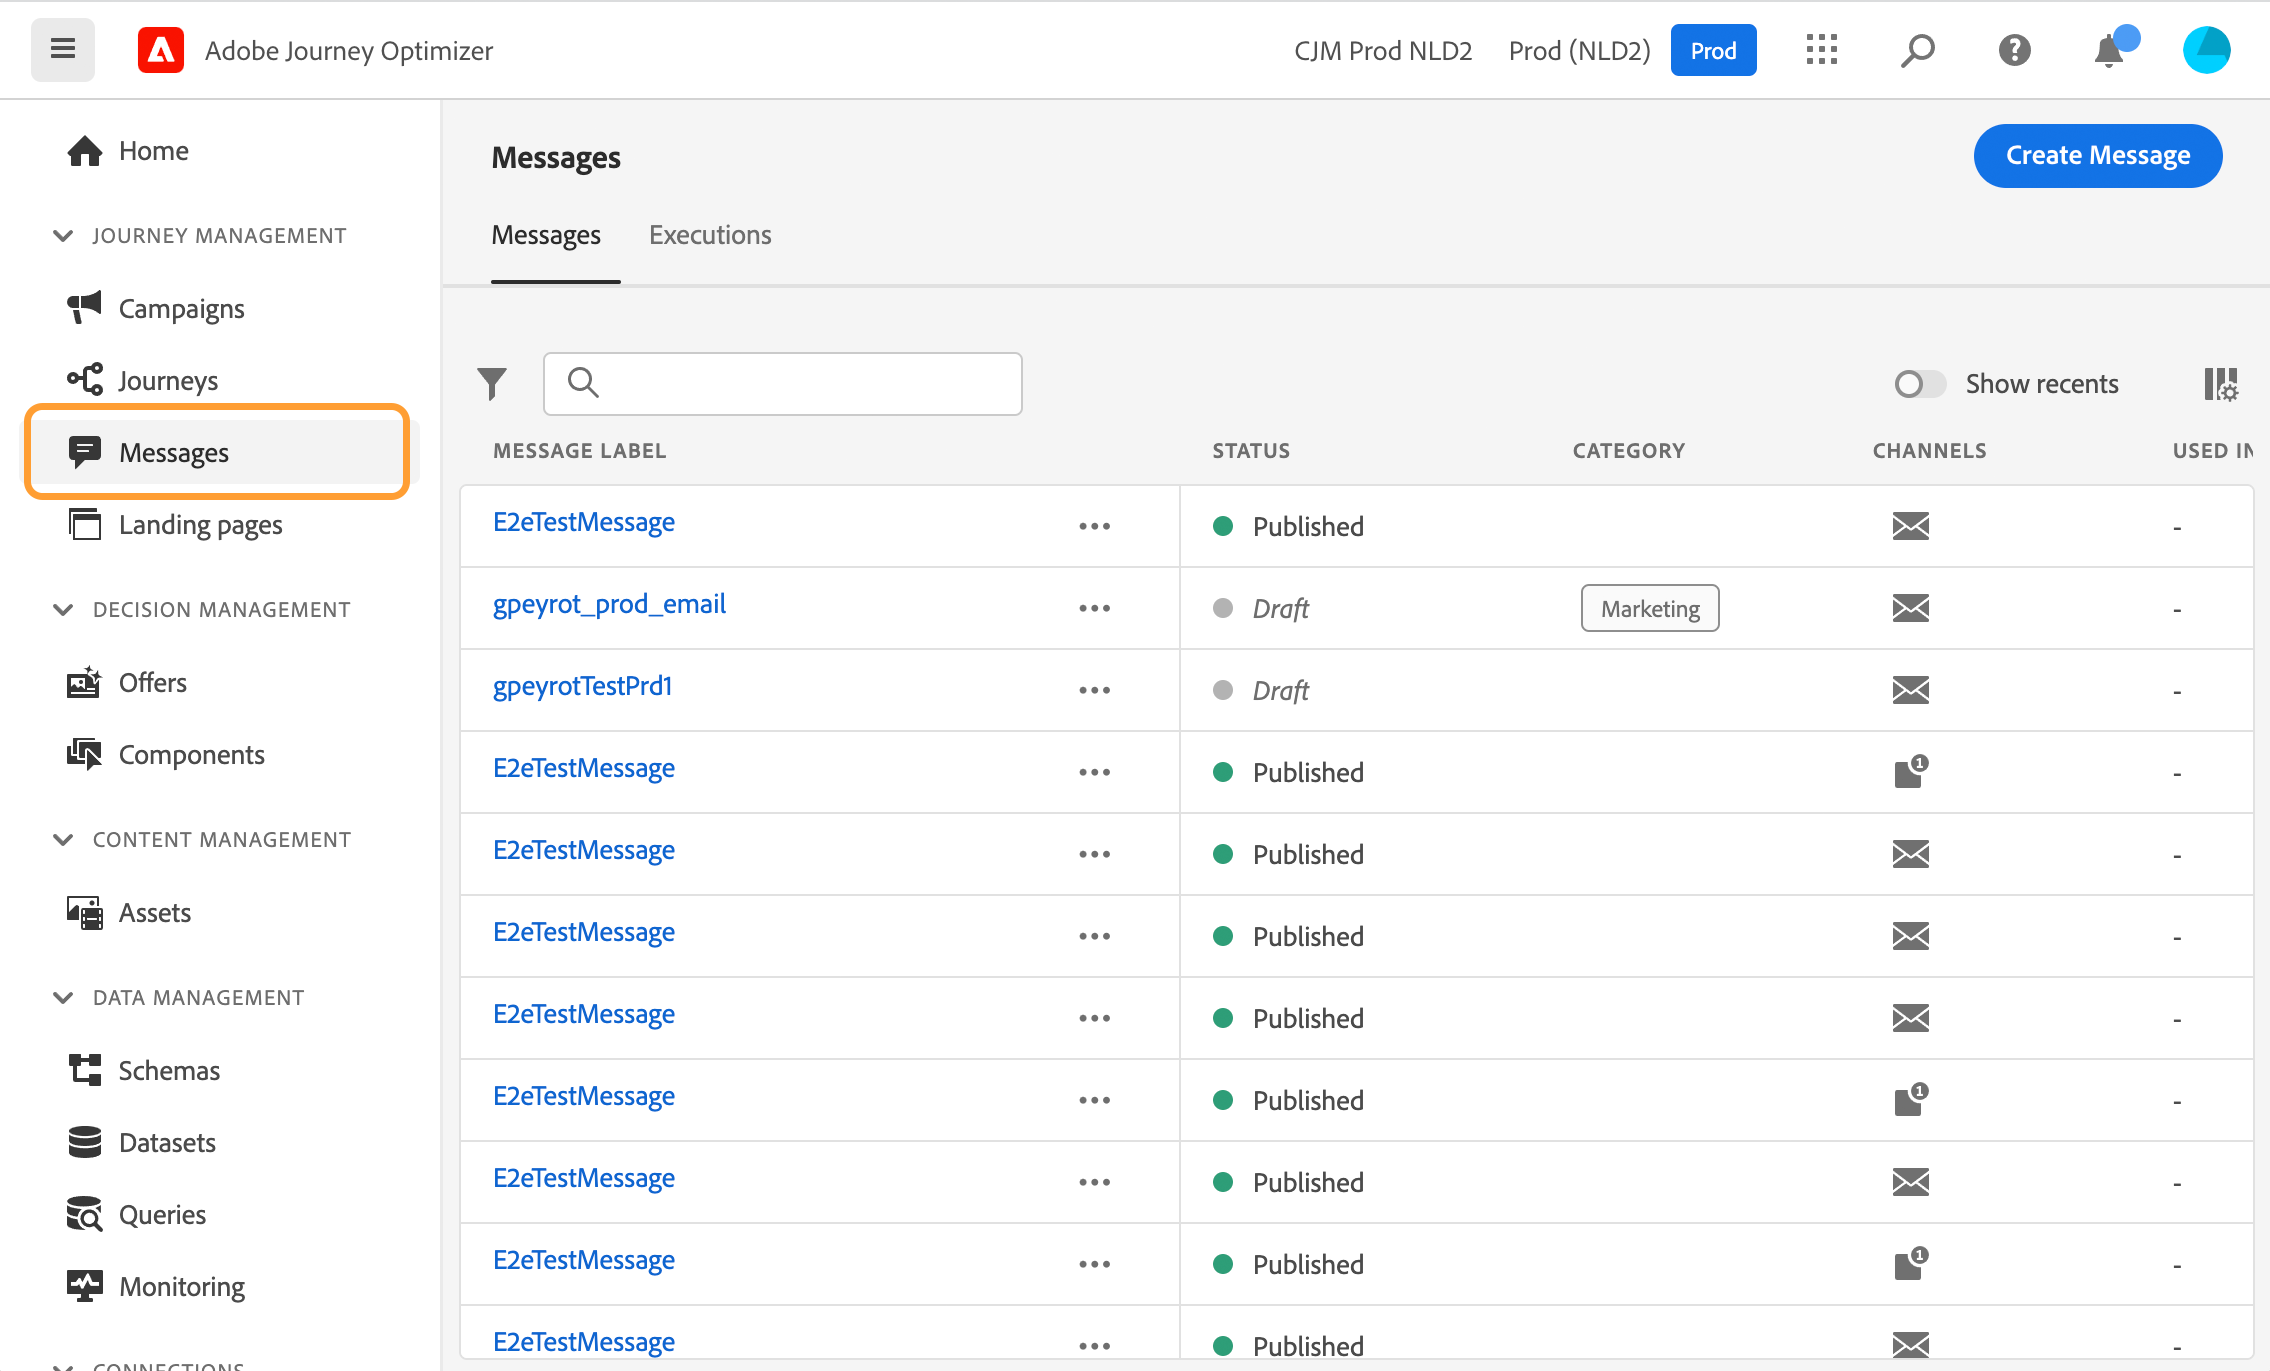 Adobe Journey Optimizer
CJM Prod NLD2 Prod (NLD2) Prod
Home
JOURNEY MANAGEMENT
Campaigns
Journeys
Messages
Landing pages
DECISION MANAGEMENT
Offers
Components
CONTENT MANAGEMENT
Assets
DATA MANAGEMENT
Schemas
Datasets
Queries
Monitoring
CONNECTIONS
Messages
Create Message
Messages Executions
Show recents
MESSAGE LABEL STATUS CATEGORY CHANNELS USED IN
E2eTestMessage ••• Published -
gpeyrot_prod_email ••• Draft Marketing -
gpeyrotTestPrd1 ••• Draft -
E2eTestMessage ••• Published 1 -
E2eTestMessage ••• Published -
E2eTestMessage ••• Published -
E2eTestMessage ••• Published -
E2eTestMessage ••• Published 1 -
E2eTestMessage ••• Published -
E2eTestMessage ••• Published 1 -
E2eTestMessage ••• Published -